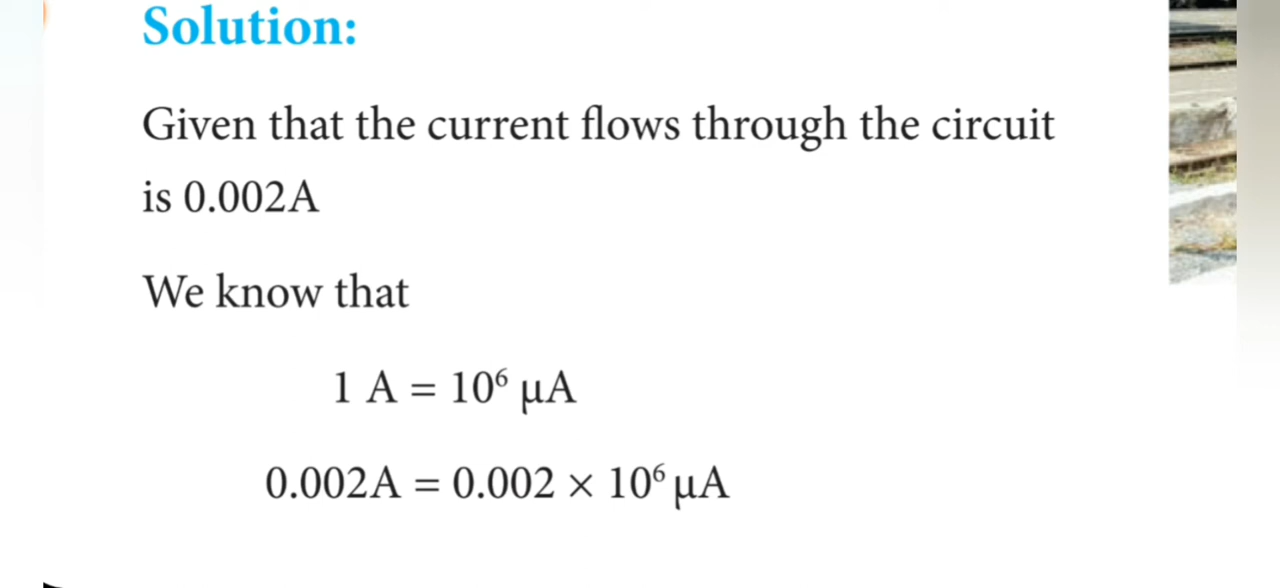 Solution:
Given that the current flows through the circuit
is 0.002A
We know that
1 A = 10⁶ μA
0.002A = 0.002 × 10⁶ μA